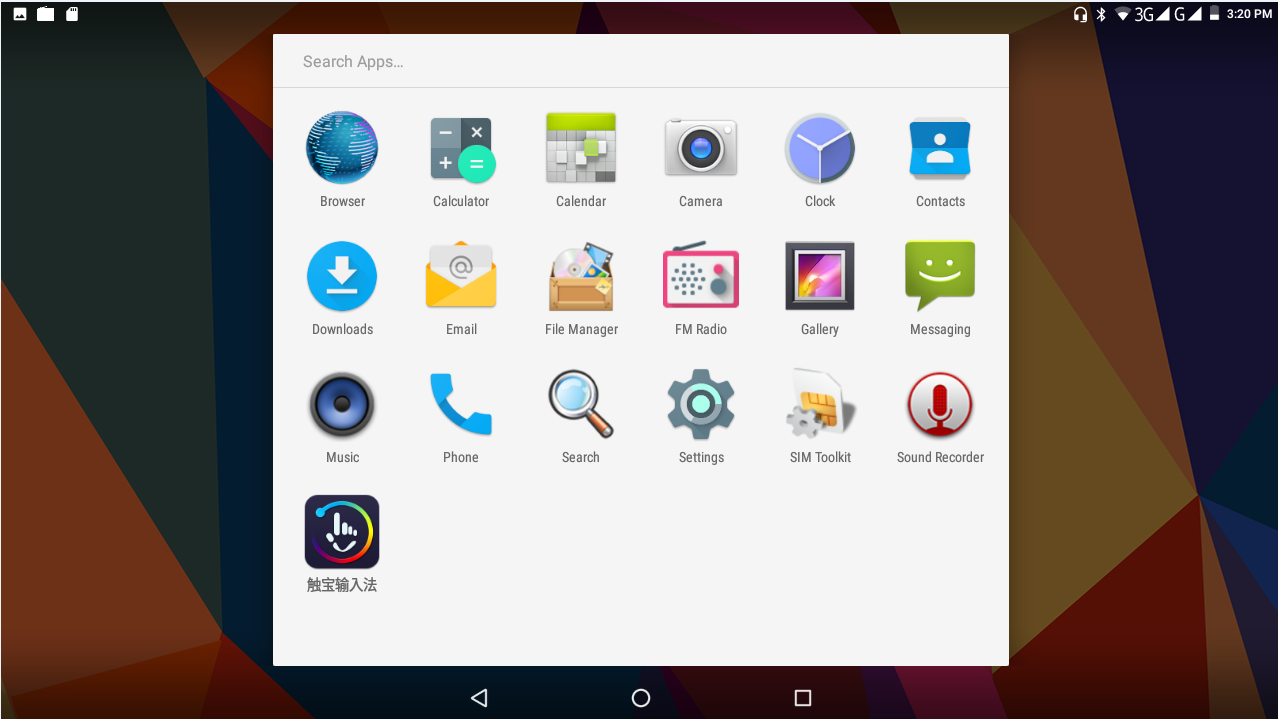 3G G 3:20 PM
Search Apps...
Browser Calculator Calendar Camera Clock Contacts
Downloads Email File Manager FM Radio Gallery Messaging
Music Phone Search Settings SIM Toolkit Sound Recorder
触宝输入法